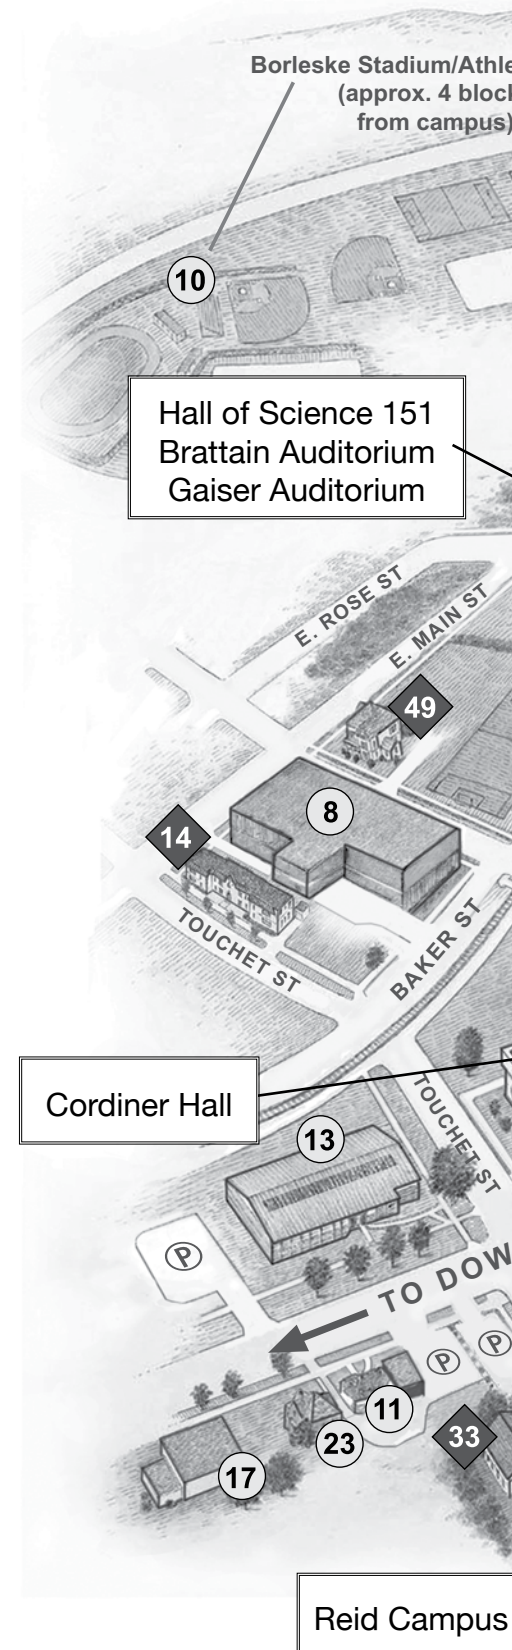 Borleske Stadium/Athle
(approx. 4 block
from campus)
10
Hall of Science 151
Brattain Auditorium
Gaiser Auditorium
E. ROSE ST
E. MAIN ST
49
8
14
TOUCHET ST
BAKER ST
Cordiner Hall
TOUCHET ST
13
P
TO DOW
P
P
11
23
33
17
Reid Campus